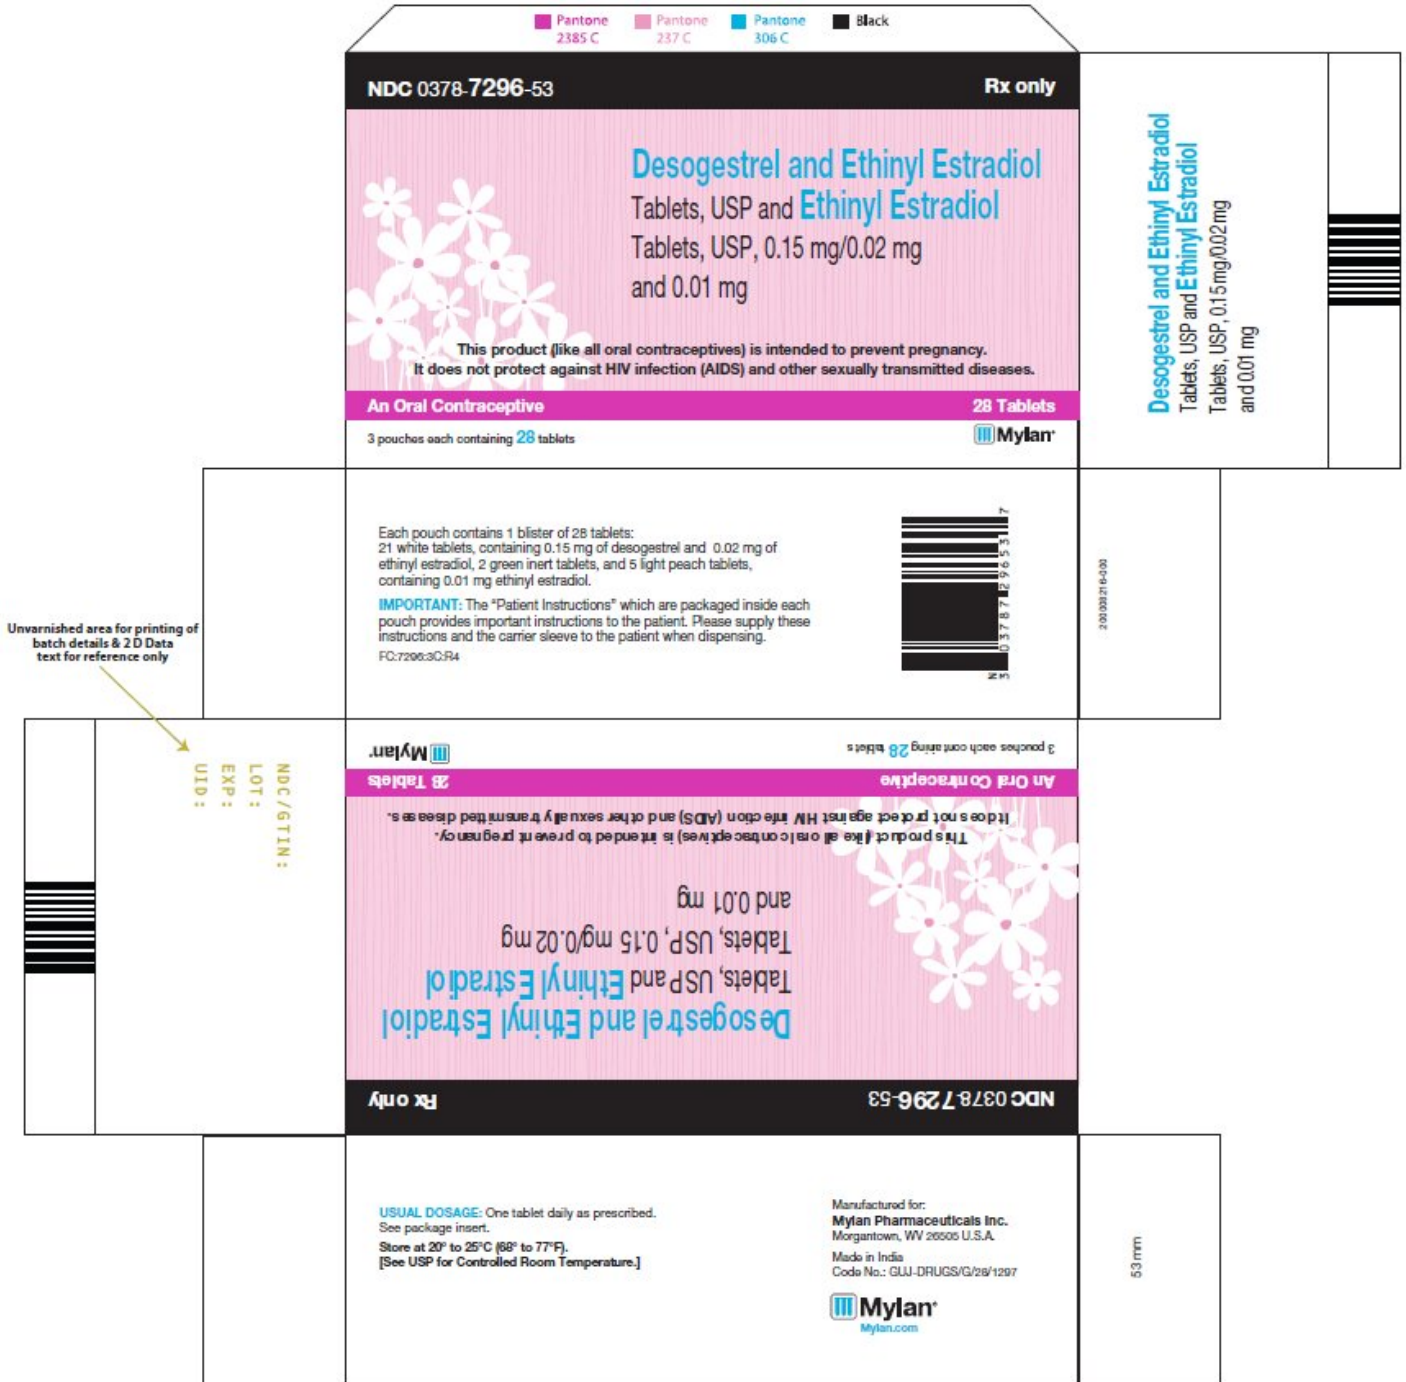 Pantone 2385 C
Pantone 237 C
Pantone 306 C
Black
NDC 0378-7296-53
Rx only
Desogestrel and Ethinyl Estradiol
Tablets, USP and Ethinyl Estradiol
Tablets, USP, 0.15 mg/0.02 mg
and 0.01 mg
This product (like all oral contraceptives) is intended to prevent pregnancy.
It does not protect against HIV infection (AIDS) and other sexually transmitted diseases.
An Oral Contraceptive
28 Tablets
3 pouches each containing 28 tablets
Mylan
Desogestrel and Ethinyl Estradiol
Tablets, USP and Ethinyl Estradiol
Tablets, USP, 0.15 mg/0.02 mg
and 0.01 mg
Each pouch contains 1 blister of 28 tablets:
21 white tablets, containing 0.15 mg of desogestrel and 0.02 mg of
ethinyl estradiol, 2 green inert tablets, and 5 light peach tablets,
containing 0.01 mg ethinyl estradiol.
IMPORTANT: The “Patient Instructions” which are packaged inside each
pouch provides important instructions to the patient. Please supply these
instructions and the carrier sleeve to the patient when dispensing.
FC:7296:3C:R4
N
3 03787 29653 7
200008216-000
Unvarnished area for printing of
batch details & 2 D Data
text for reference only
NDC/GTIN:
LOT:
EXP:
UID:
NDC 0378-7296-53
Rx only
Desogestrel and Ethinyl Estradiol
Tablets, USP and Ethinyl Estradiol
Tablets, USP, 0.15 mg/0.02 mg
and 0.01 mg
This product (like all oral contraceptives) is intended to prevent pregnancy.
It does not protect against HIV infection (AIDS) and other sexually transmitted diseases.
An Oral Contraceptive
28 Tablets
3 pouches each containing 28 tablets
Mylan
USUAL DOSAGE: One tablet daily as prescribed.
See package insert.
Store at 20° to 25°C (68° to 77°F).
[See USP for Controlled Room Temperature.]
Manufactured for:
Mylan Pharmaceuticals Inc.
Morgantown, WV 26505 U.S.A.
Made in India
Code No.: GUJ-DRUGS/G/28/1297
Mylan
Mylan.com
53 mm